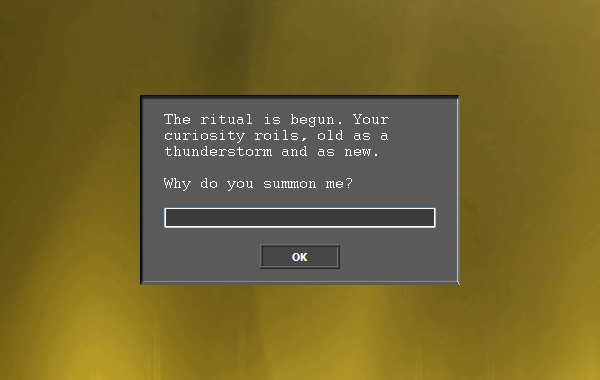 The ritual is begun. Your
curiosity roils, old as a
thunderstorm and as new.
Why do you summon me?
OK